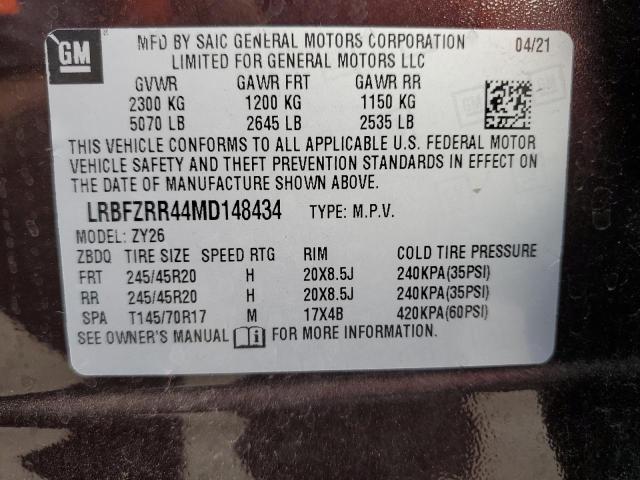 GM MFD BY SAIC GENERAL MOTORS CORPORATION 04/21
LIMITED FOR GENERAL MOTORS LLC
GVWR GAWR FRT GAWR RR
2300 KG 1200 KG 1150 KG
5070 LB 2645 LB 2535 LB
THIS VEHICLE CONFORMS TO ALL APPLICABLE U.S. FEDERAL MOTOR
VEHICLE SAFETY AND THEFT PREVENTION STANDARDS IN EFFECT ON
THE DATE OF MANUFACTURE SHOWN ABOVE.
LRBFZRR44MD148434 TYPE: M.P.V.
MODEL: ZY26
ZBDQ TIRE SIZE SPEED RTG RIM COLD TIRE PRESSURE
FRT 245/45R20 H 20X8.5J 240KPA(35PSI)
RR 245/45R20 H 20X8.5J 240KPA(35PSI)
SPA T145/70R17 M 17X4B 420KPA(60PSI)
SEE OWNER'S MANUAL FOR MORE INFORMATION.